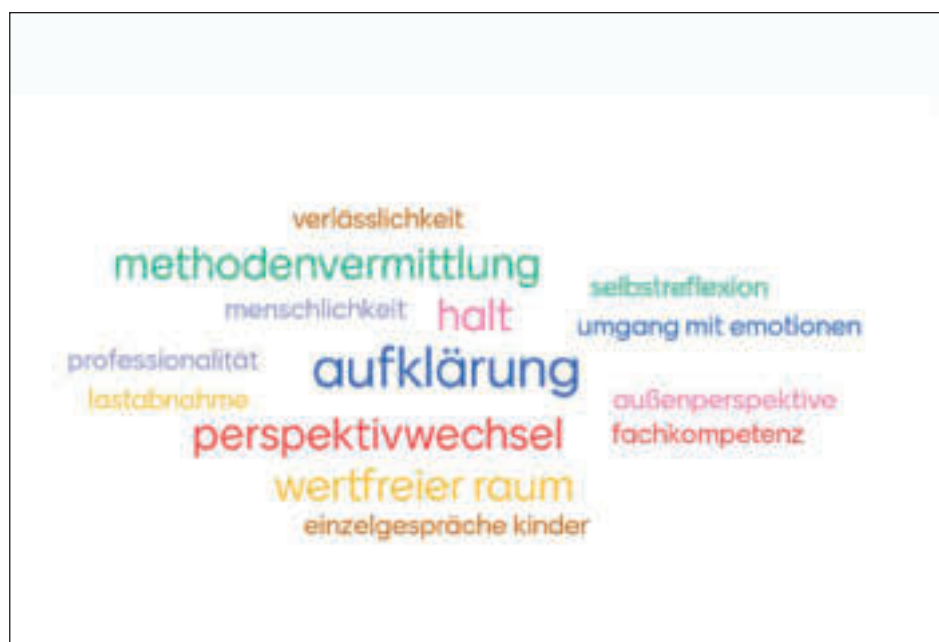 verlässlichkeit
methodenvermittlung
selbstreflexion
menschlichkeit
halt
umgang mit emotionen
professionalität
aufklärung
lastabnahme
außenperspektive
perspektivwechsel
fachkompetenz
wertfreier raum
einzelgespräche kinder